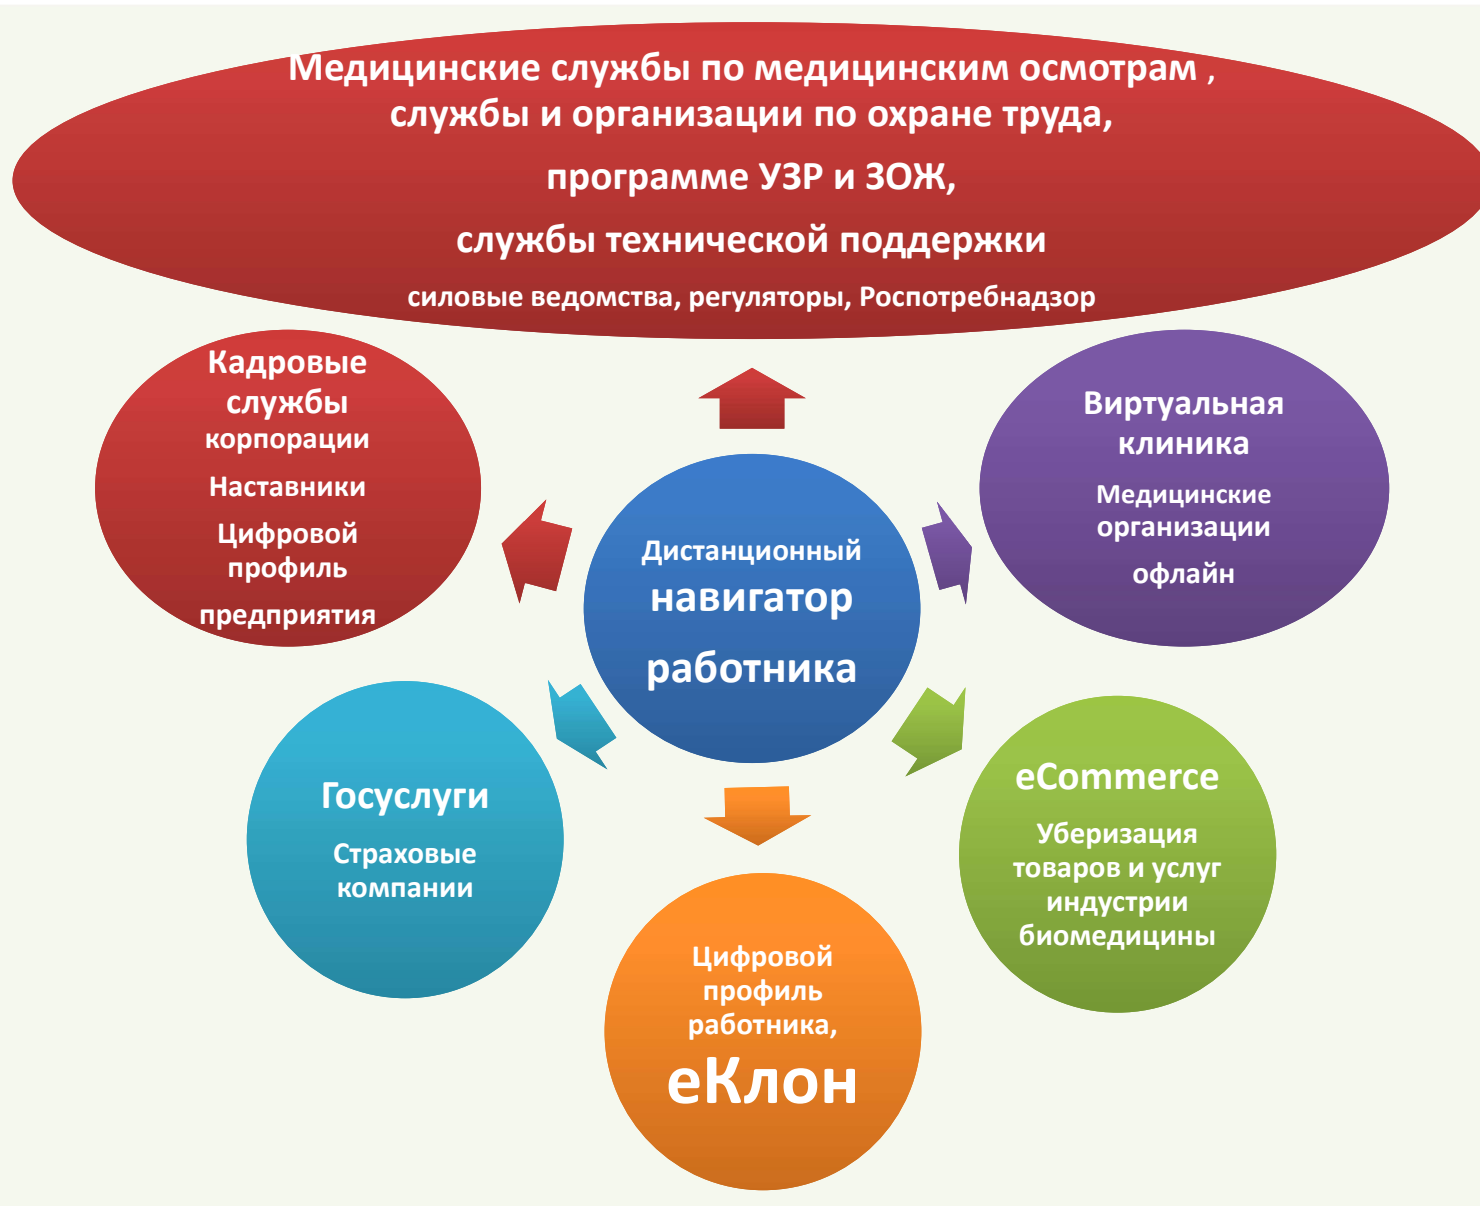 Медицинские службы по медицинским осмотрам ,
службы и организации по охране труда,
программе УЗР и ЗОЖ,
службы технической поддержки
силовые ведомства, регуляторы, Роспотребнадзор
Кадровые
службы
корпорации
Наставники
Цифровой
профиль
предприятия
Виртуальная
клиника
Медицинские
организации
офлайн
Дистанционный
навигатор
работника
Госуслуги
Страховые
компании
eCommerce
Уберизация
товаров и услуг
индустрии
биомедицины
Цифровой
профиль
работника,
еКлон